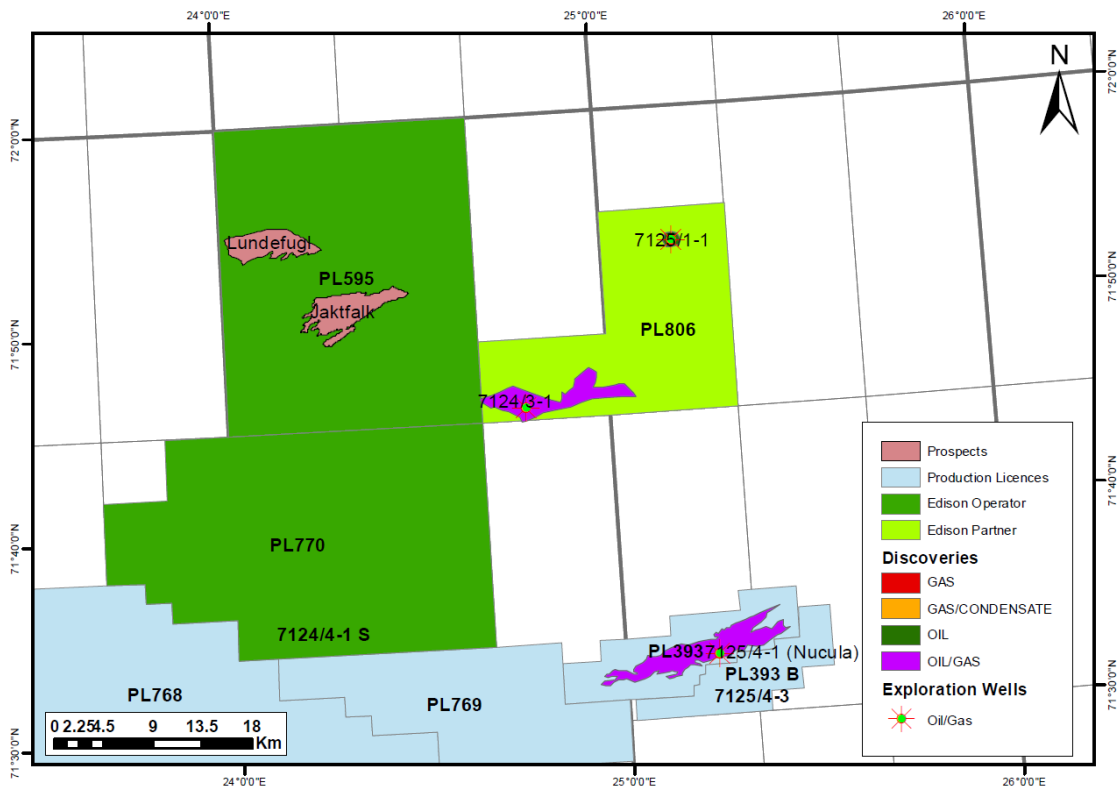 24°0'0"E
25°0'0"E
26°0'0"E
N
72°0'0"N
72°0'0"N
Lundefugl
7125/1-1
PL595
71°50'0"N
Jaktfalk
PL806
71°50'0"N
7124/3-1
Prospects
Production Licences
71°40'0"N
Edison Operator
Edison Partner
PL770
71°40'0"N
Discoveries
GAS
GAS/CONDENSATE
OIL
7124/4-1 S
PL3937125/4-1 (Nucula)
OIL/GAS
PL393 B
71°30'0"N
PL768
7125/4-3
Exploration Wells
PL769
Oil/Gas
0 2.254.5 9 13.5 18
Km
71°30'0"N
24°0'0"E
25°0'0"E
26°0'0"E